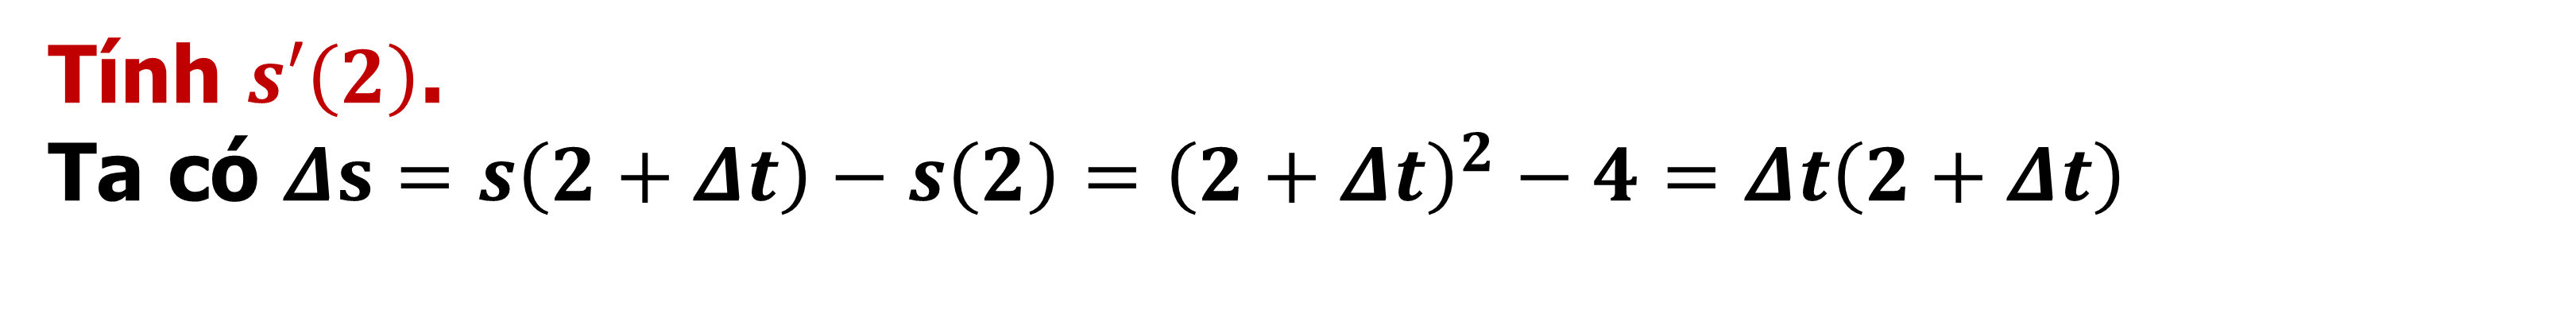 Tính s′(2).
Ta có Δs = s(2 + Δt) − s(2) = (2 + Δt)² − 4 = Δt(2 + Δt)